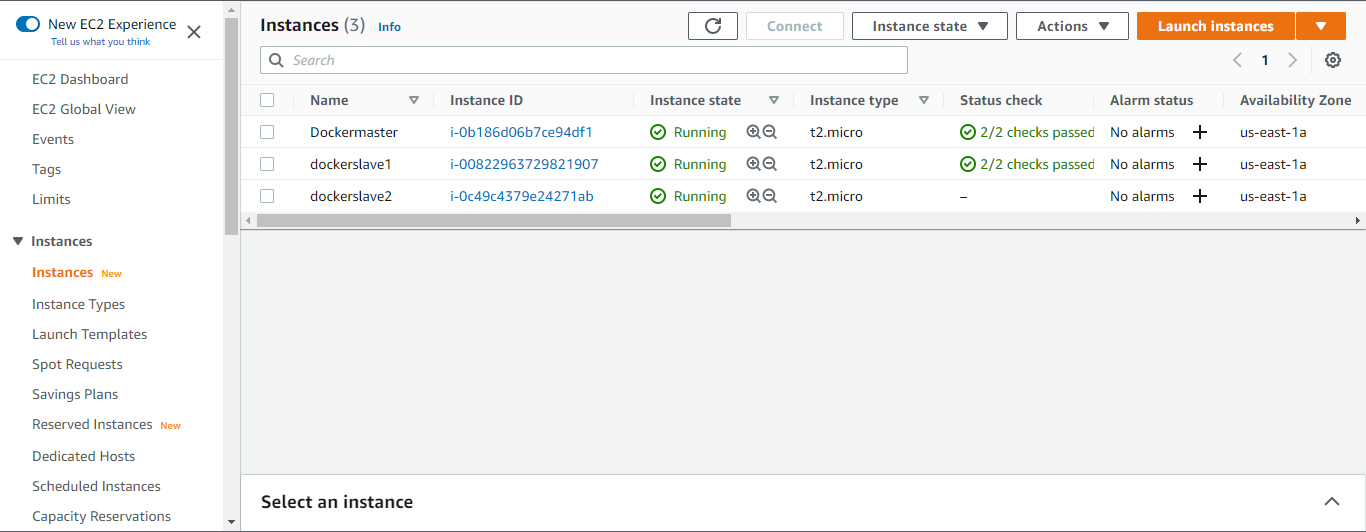 New EC2 Experience
Tell us what you think
EC2 Dashboard
EC2 Global View
Events
Tags
Limits
Instances
Instances New
Instance Types
Launch Templates
Spot Requests
Savings Plans
Reserved Instances New
Dedicated Hosts
Scheduled Instances
Capacity Reservations
Instances (3) Info
Connect
Instance state
Actions
Launch instances
Search
1
Name Instance ID Instance state Instance type Status check Alarm status Availability Zone
Dockermaster i-0b186d06b7ce94df1 Running t2.micro 2/2 checks passed No alarms us-east-1a
dockerslave1 i-00822963729821907 Running t2.micro 2/2 checks passed No alarms us-east-1a
dockerslave2 i-0c49c4379e24271ab Running t2.micro – No alarms us-east-1a
Select an instance